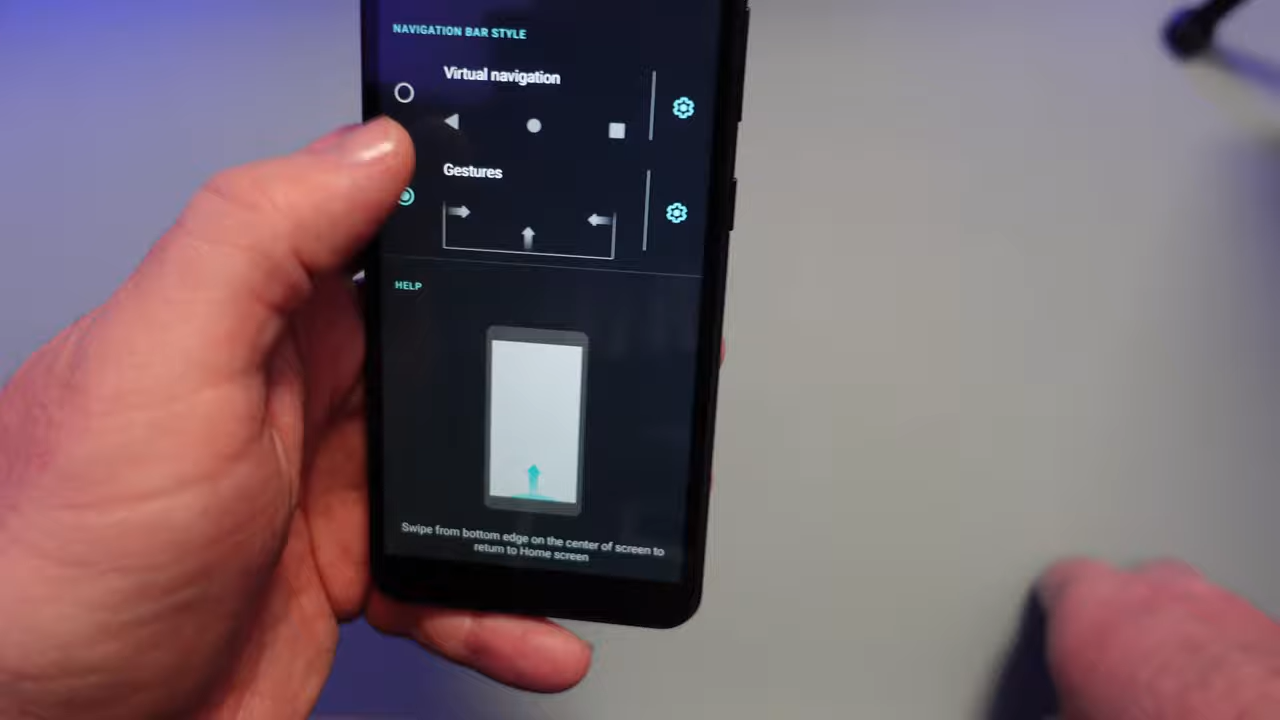 NAVIGATION BAR STYLE
Virtual navigation
Gestures
HELP
Swipe from bottom edge on the center of screen to
return to Home screen